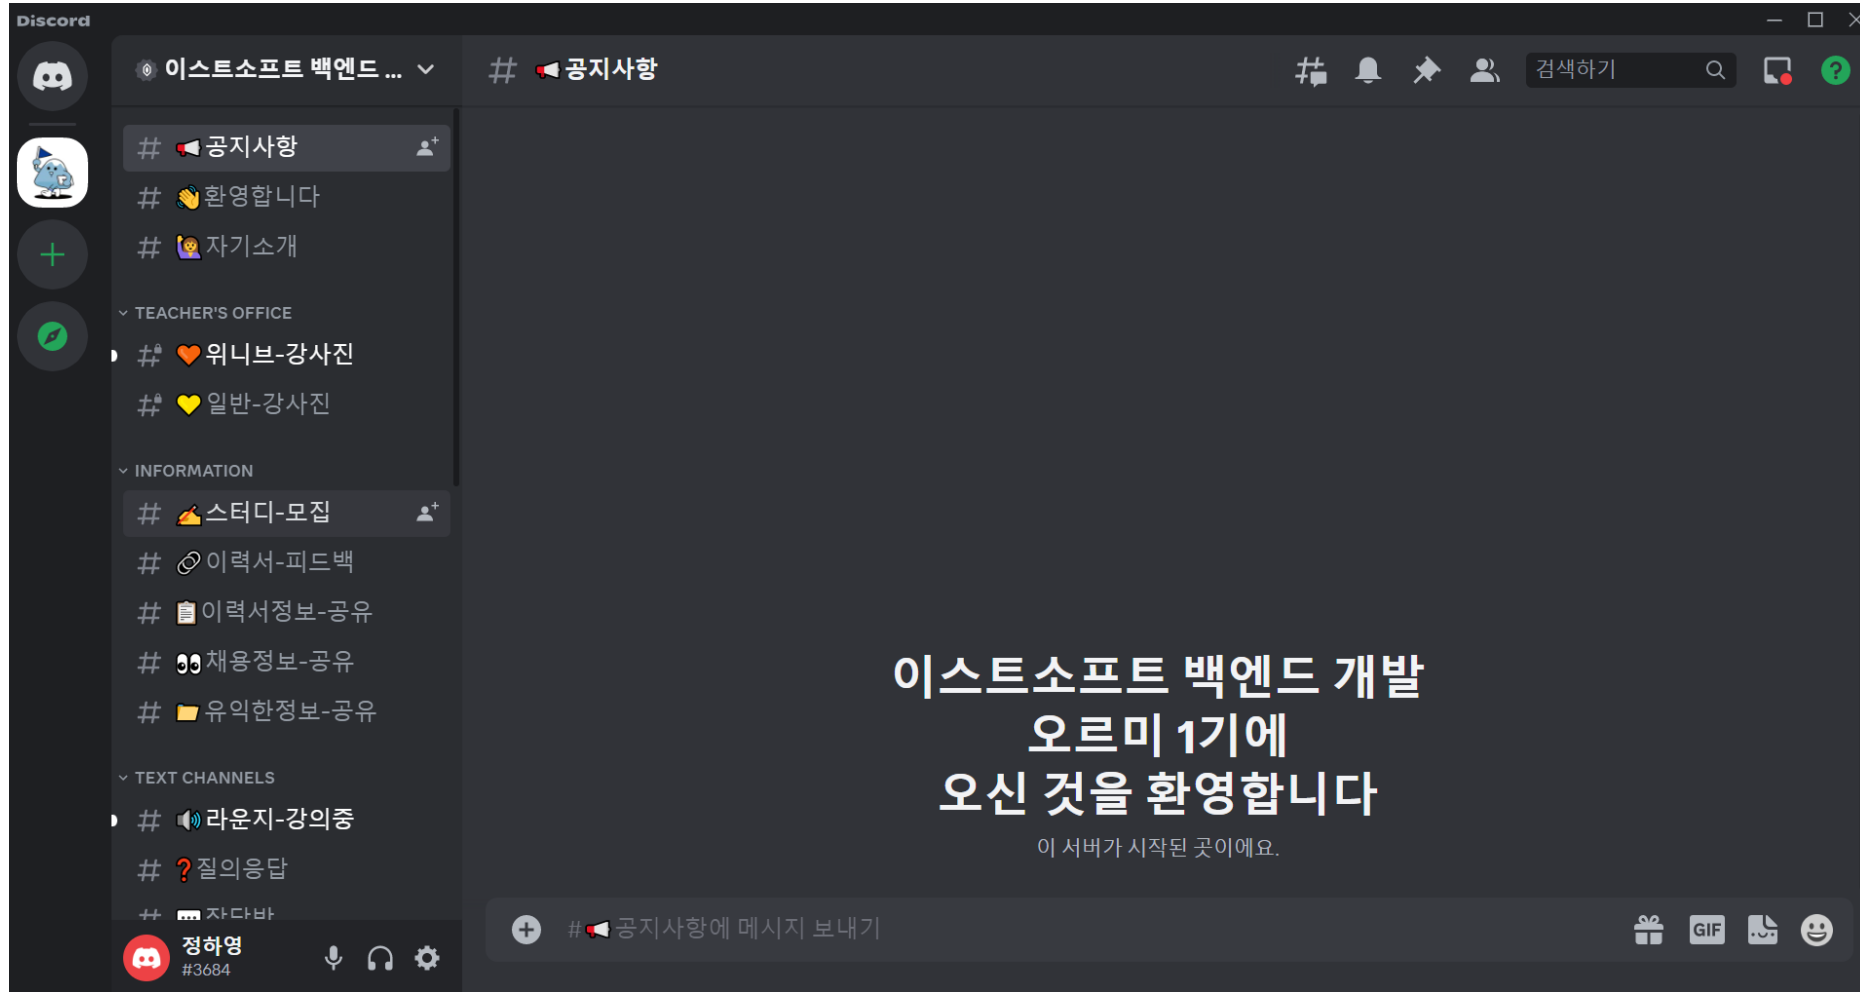 Discord
이스트소프트 백엔드 ...
공지사항
환영합니다
자기소개
TEACHER'S OFFICE
위니브-강사진
일반-강사진
INFORMATION
스터디-모집
이력서-피드백
이력서정보-공유
채용정보-공유
유익한정보-공유
TEXT CHANNELS
라운지-강의중
질의응답
정하영
#3684
# 공지사항
검색하기
이스트소프트 백엔드 개발
오르미 1기에
오신 것을 환영합니다
이 서버가 시작된 곳이에요.
#공지사항에 메시지 보내기
GIF